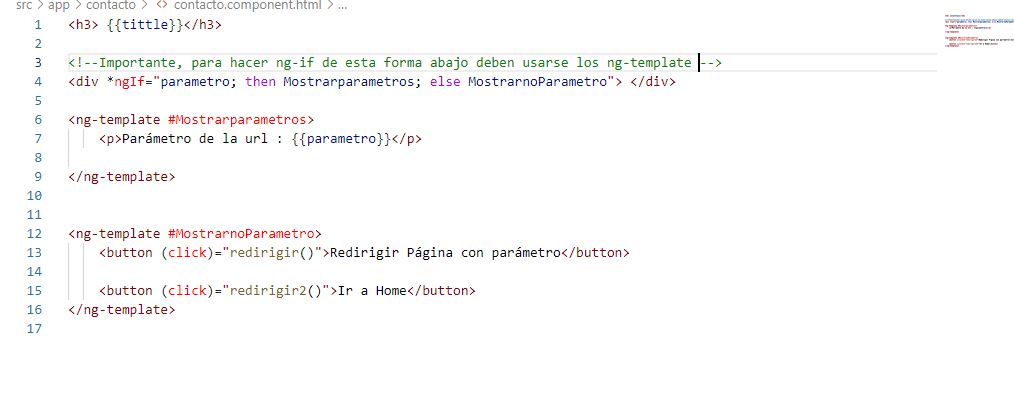 src > app > contacto > <> contacto.component.html > ...
1 <h3> {{tittle}}</h3>
2
3 <!--Importante, para hacer ng-if de esta forma abajo deben usarse los ng-template -->
4 <div *ngIf="parametro; then Mostrarparametros; else MostrarnoParametro"> </div>
5
6 <ng-template #Mostrarparametros>
7 <p>Parámetro de la url : {{parametro}}</p>
8
9 </ng-template>
10
11
12 <ng-template #MostrarnoParametro>
13 <button (click)="redirigir()">Redirigir Página con parámetro</button>
14
15 <button (click)="redirigir2()">Ir a Home</button>
16 </ng-template>
17